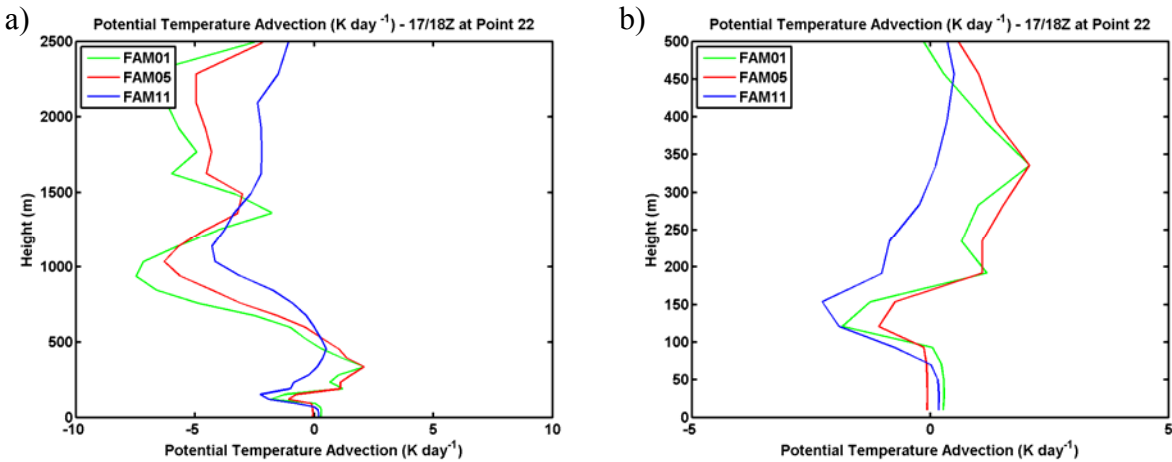 a)
Potential Temperature Advection (K day -1) - 17/18Z at Point 22
2500
2000
1500
1000
500
0
Height (m)
FAM01
FAM05
FAM11
-10
-5
0
5
10
Potential Temperature Advection (K day-1)
b)
Potential Temperature Advection (K day -1) - 17/18Z at Point 22
500
450
400
350
300
250
200
150
100
50
0
Height (m)
FAM01
FAM05
FAM11
-5
0
5
Potential Temperature Advection (K day-1)